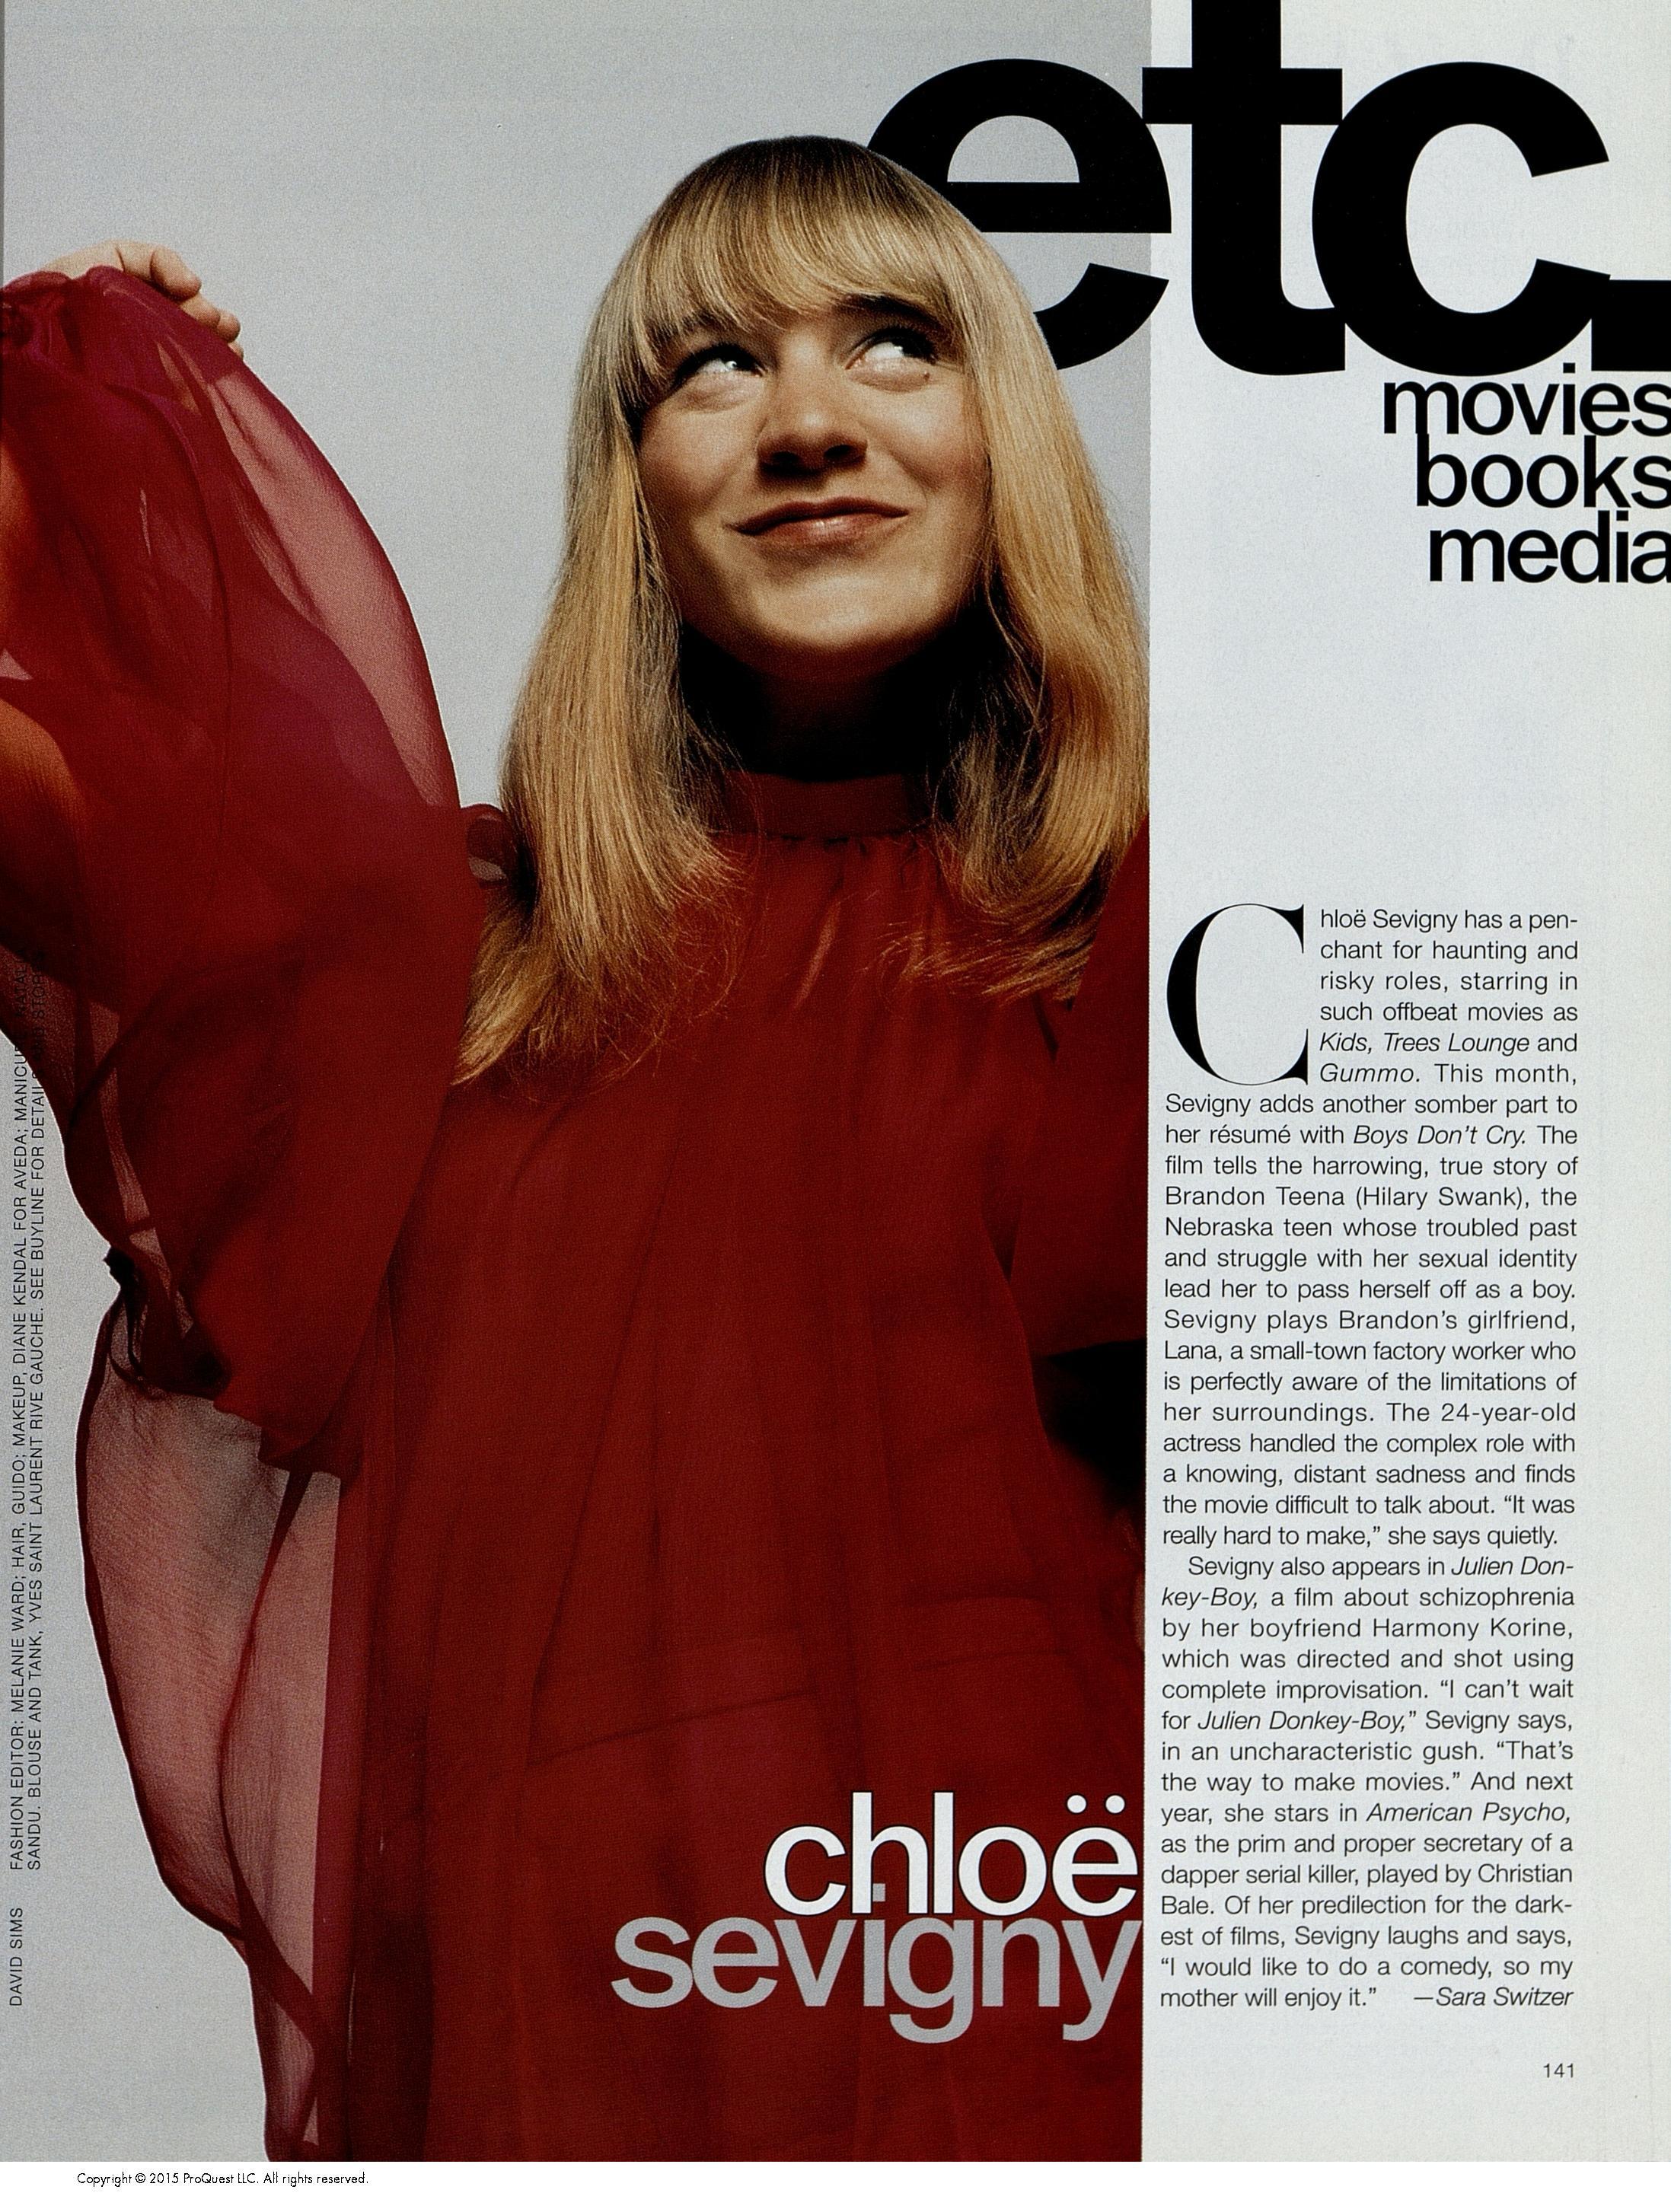 etc.
movies
books
media
Chloë Sevigny has a pen-
chant for haunting and
risky roles, starring in
such offbeat movies as
Kids, Trees Lounge and
Gummo. This month,
Sevigny adds another somber part to
her résumé with Boys Don't Cry. The
film tells the harrowing, true story of
Brandon Teena (Hilary Swank), the
Nebraska teen whose troubled past
and struggle with her sexual identity
lead her to pass herself off as a boy.
Sevigny plays Brandon's girlfriend,
Lana, a small-town factory worker who
is perfectly aware of the limitations of
her surroundings. The 24-year-old
actress handled the complex role with
a knowing, distant sadness and finds
the movie difficult to talk about. “It was
really hard to make,” she says quietly.
Sevigny also appears in Julien Don-
key-Boy, a film about schizophrenia
by her boyfriend Harmony Korine,
which was directed and shot using
complete improvisation. “I can't wait
for Julien Donkey-Boy,” Sevigny says,
in an uncharacteristic gush. “That's
the way to make movies.” And next
year, she stars in American Psycho,
as the prim and proper secretary of a
dapper serial killer, played by Christian
Bale. Of her predilection for the dark-
est of films, Sevigny laughs and says,
“I would like to do a comedy, so my
mother will enjoy it.” —Sara Switzer
chloë
sevigny
DAVID SIMS FASHION EDITOR: MELANIE WARD; HAIR, GUIDO; MAKEUP, DIANE KENDAL FOR AVEDA;
SANDU. BLOUSE AND TANK, YVES SAINT LAURENT RIVE GAUCHE. SEE BUYLINE FOR
141
Copyright © 2015 ProQuest LLC. All rights reserved.